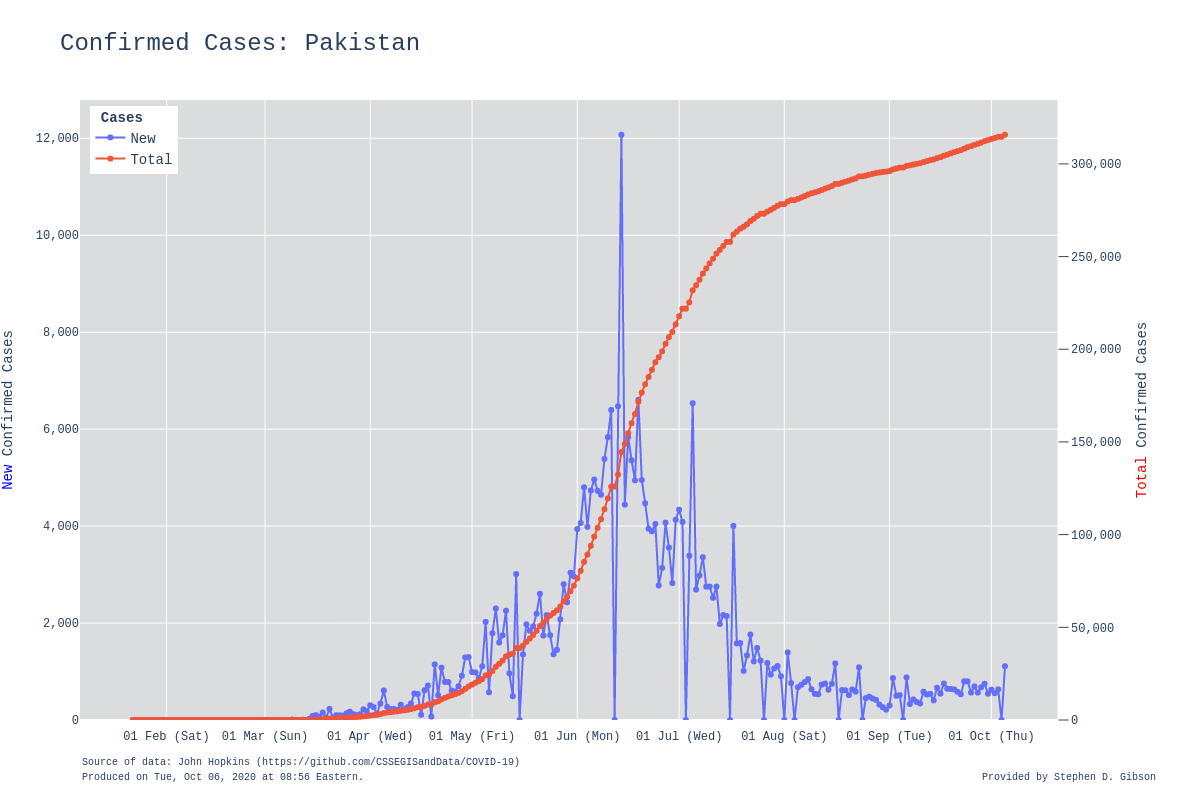 Confirmed Cases: Pakistan
Cases
New
Total
12,000
10,000
8,000
6,000
4,000
2,000
0
New Confirmed Cases
300,000
250,000
200,000
150,000
100,000
50,000
0
Total Confirmed Cases
01 Feb (Sat) 01 Mar (Sun) 01 Apr (Wed) 01 May (Fri) 01 Jun (Mon) 01 Jul (Wed) 01 Aug (Sat) 01 Sep (Tue) 01 Oct (Thu)
Source of data: John Hopkins (https://github.com/CSSEGISandData/COVID-19)
Produced on Tue, Oct 06, 2020 at 08:56 Eastern.
Provided by Stephen D. Gibson